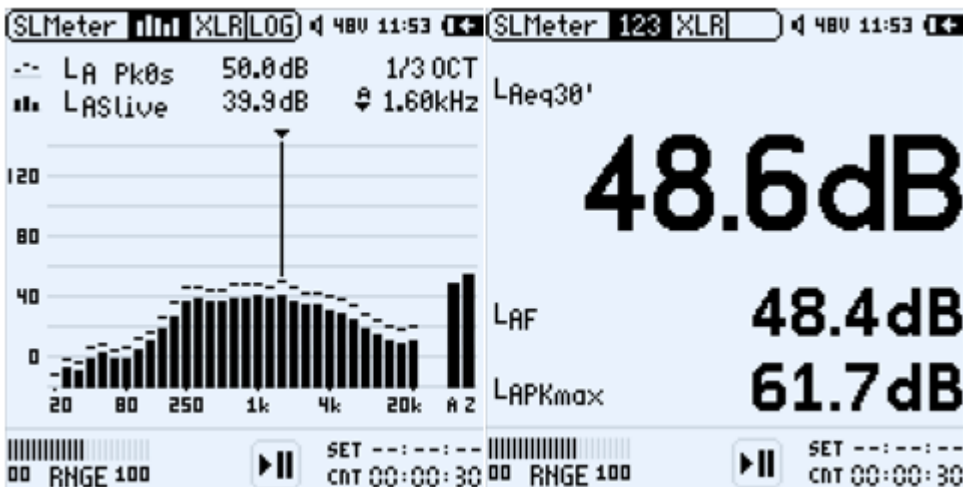 SLMeter XLR LOG 48V 11:53
LA Pk0s 50.0dB 1/3 OCT
LASlive 39.9dB 1.60kHz
120
80
40
0
20 80 250 1k 4k 20k A Z
00 RNGE 100
SET --:--:--
CNT 00:00:30
SLMeter 123 XLR 48V 11:53
LAeq30'
48.6dB
LAF 48.4dB
LAPKmax 61.7dB
00 RNGE 100
SET --:--:--
CNT 00:00:30